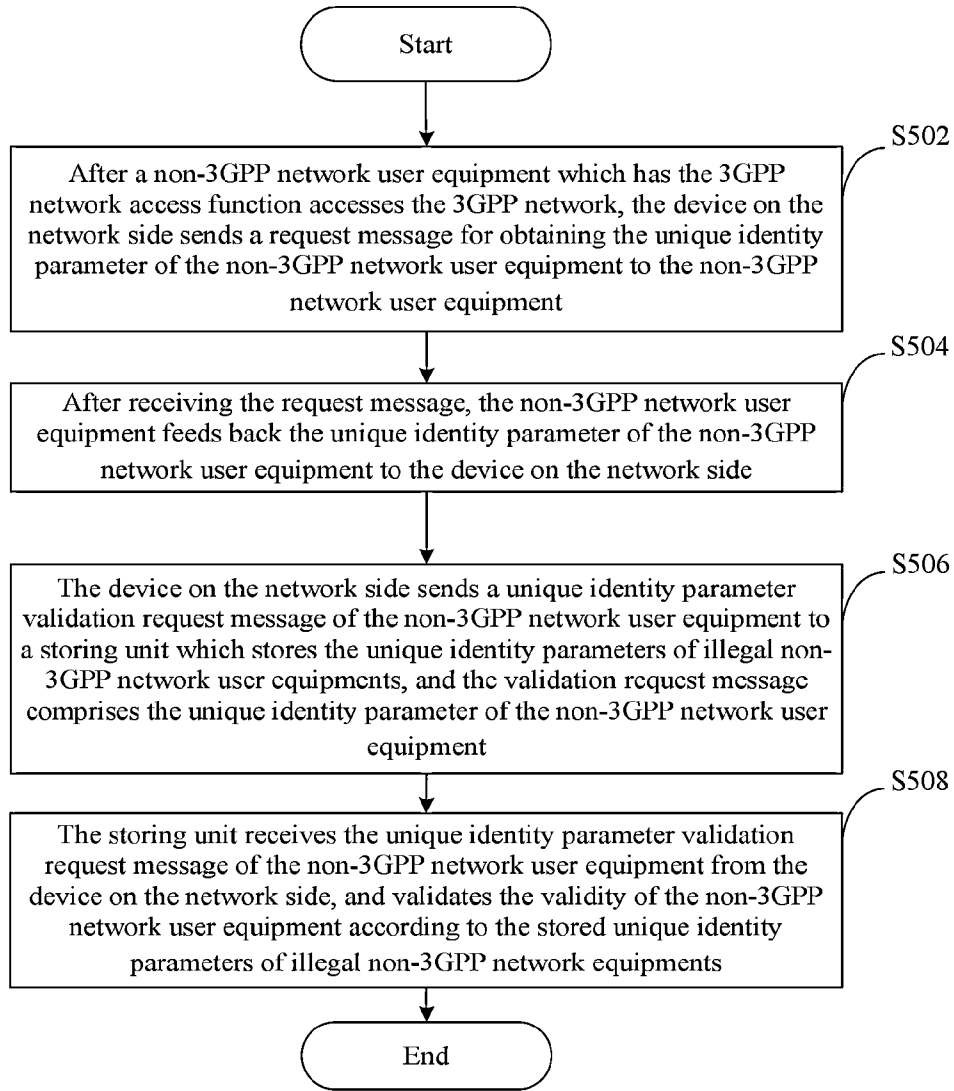 Start
S502
After a non-3GPP network user equipment which has the 3GPP
network access function accesses the 3GPP network, the device on the
network side sends a request message for obtaining the unique identity
parameter of the non-3GPP network user equipment to the non-3GPP
network user equipment
S504
After receiving the request message, the non-3GPP network user
equipment feeds back the unique identity parameter of the non-3GPP
network user equipment to the device on the network side
S506
The device on the network side sends a unique identity parameter
validation request message of the non-3GPP network user equipment to
a storing unit which stores the unique identity parameters of illegal non-
3GPP network user equipments, and the validation request message
comprises the unique identity parameter of the non-3GPP network user
equipment
S508
The storing unit receives the unique identity parameter validation
request message of the non-3GPP network user equipment from the
device on the network side, and validates the validity of the non-3GPP
network user equipment according to the stored unique identity
parameters of illegal non-3GPP network equipments
End